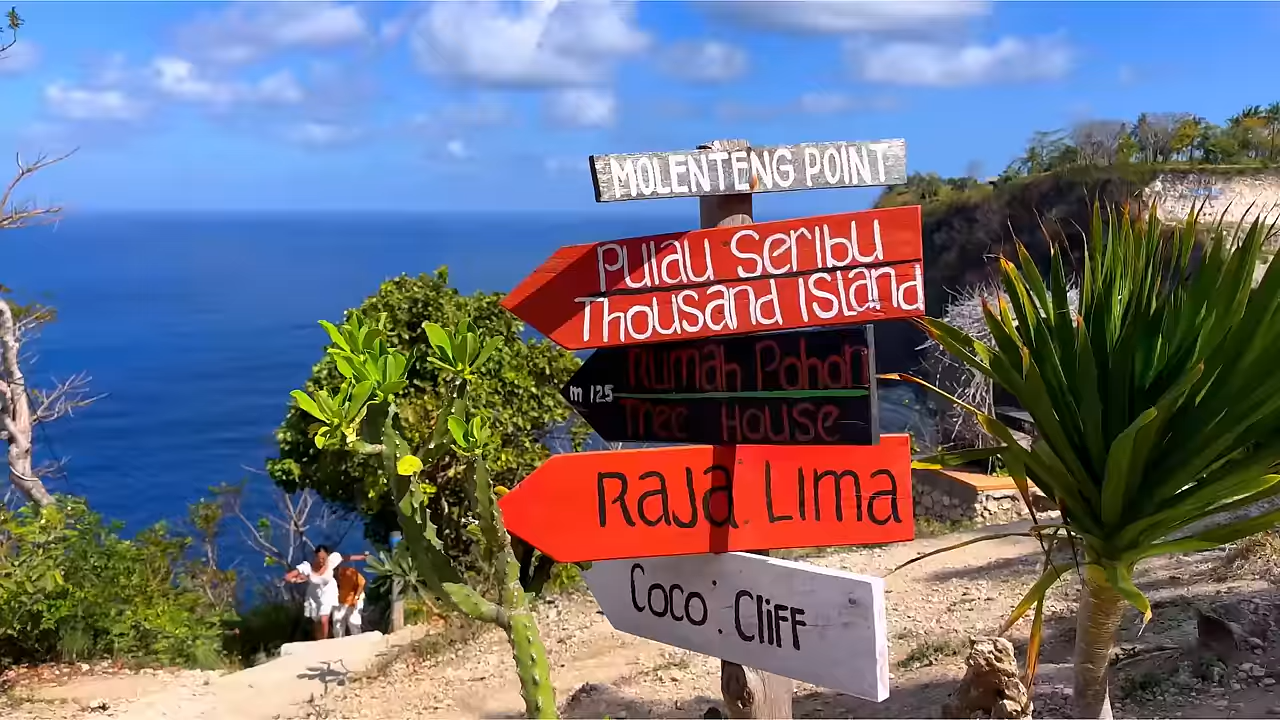 MOLENTENG POINT
Pulau Seribu
Thousand Island
Rumah Pohon
m 125
Tree House
Raja Lima
Coco. Cliff